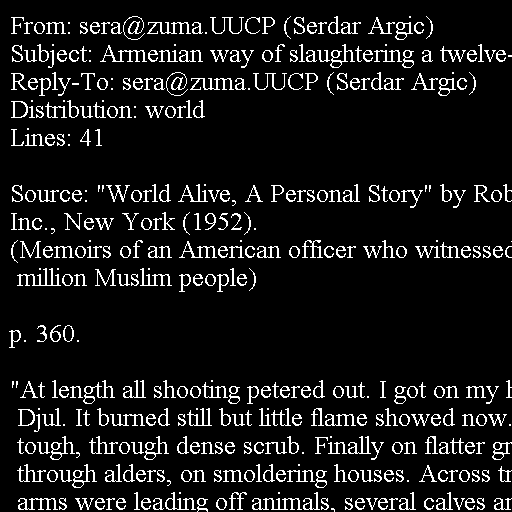 From: sera@zuma.UUCP (Serdar Argic)
Subject: Armenian way of slaughtering a twelve-
Reply-To: sera@zuma.UUCP (Serdar Argic)
Distribution: world
Lines: 41
Source: "World Alive, A Personal Story" by Rob
Inc., New York (1952).
(Memoirs of an American officer who witnessed
million Muslim people)
p. 360.
"At length all shooting petered out. I got on my
Djul. It burned still but little flame showed now.
tough, through dense scrub. Finally on flatter gr
through alders, on smoldering houses. Across tr
arms were leading off animals, several calves an